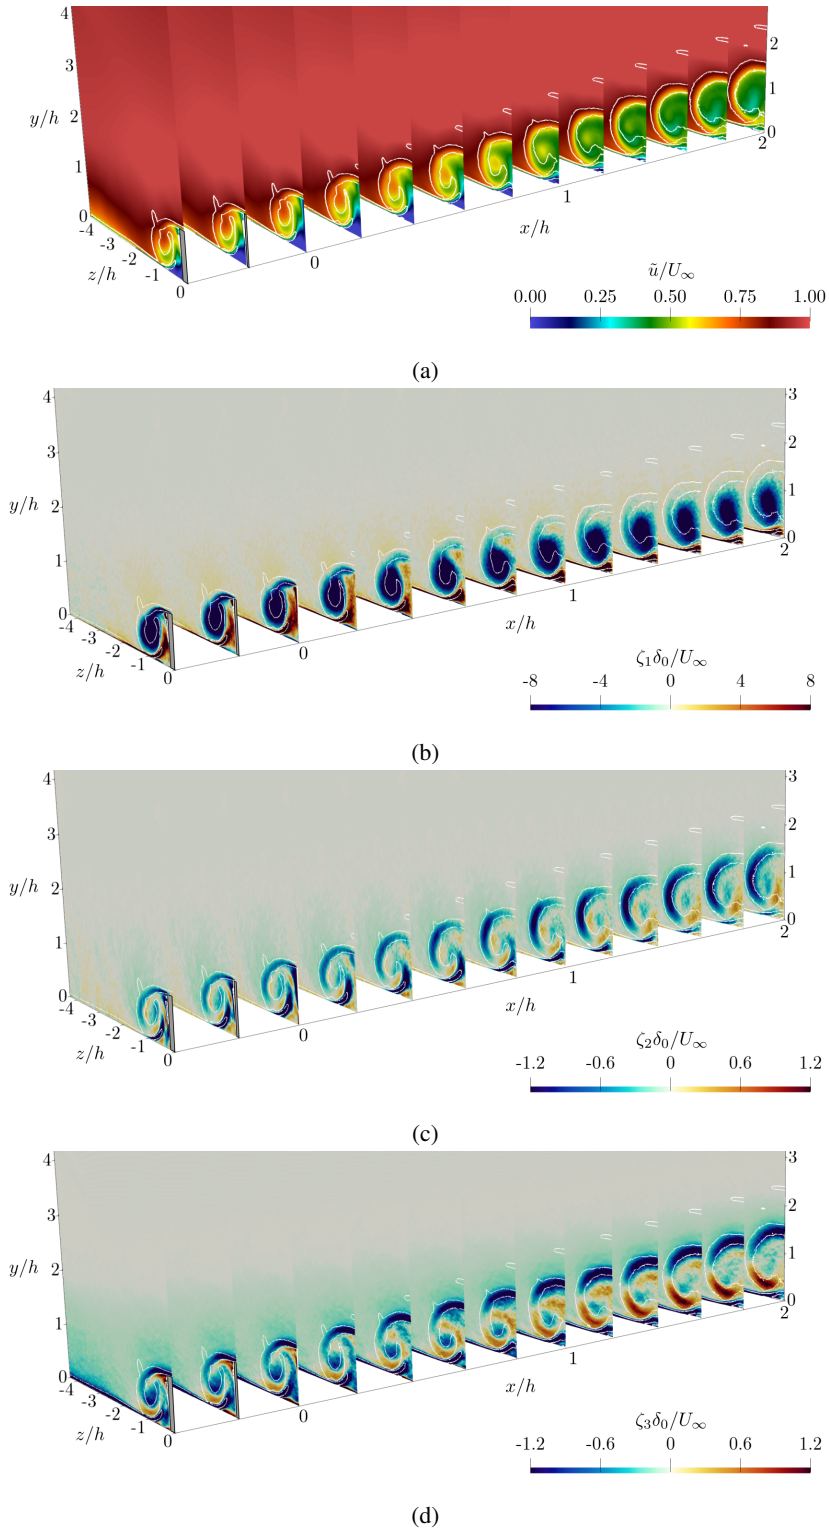 4
3
y/h 2
1
0
-4
-3
-2
-1
0
z/h
0
1
2
x/h
2
1
0
ũ/U∞
0.00 0.25 0.50 0.75 1.00
(a)
4
3
y/h 2
1
0
-4
-3
-2
-1
0
z/h
0
1
2
x/h
3
2
1
0
ζ₁δ₀/U∞
-8 -4 0 4 8
(b)
4
3
y/h 2
1
0
-4
-3
-2
-1
0
z/h
0
1
2
x/h
3
2
1
0
ζ₂δ₀/U∞
-1.2 -0.6 0 0.6 1.2
(c)
4
3
y/h 2
1
0
-4
-3
-2
-1
0
z/h
0
1
2
x/h
3
2
1
0
ζ₃δ₀/U∞
-1.2 -0.6 0 0.6 1.2
(d)